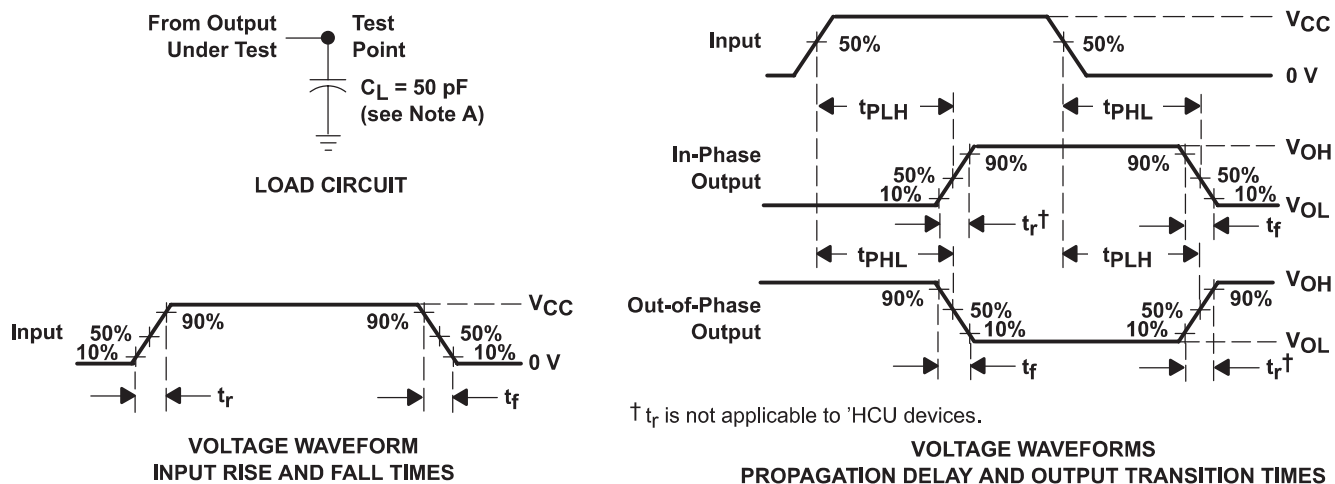 From Output
Under Test
Test
Point
C_L = 50 pF
(see Note A)
LOAD CIRCUIT
Input
50%
50%
V_CC
0 V
t_PLH
t_PHL
In-Phase
Output
90%
90%
V_OH
50%
50%
10%
10%
V_OL
t_r†
t_f
t_PHL
t_PLH
Out-of-Phase
Output
90%
90%
V_OH
50%
50%
10%
10%
V_OL
t_f
t_r†
† t_r is not applicable to 'HCU devices.
VOLTAGE WAVEFORMS
PROPAGATION DELAY AND OUTPUT TRANSITION TIMES
Input
50%
10%
90%
90%
50%
10%
V_CC
0 V
t_r
t_f
VOLTAGE WAVEFORM
INPUT RISE AND FALL TIMES